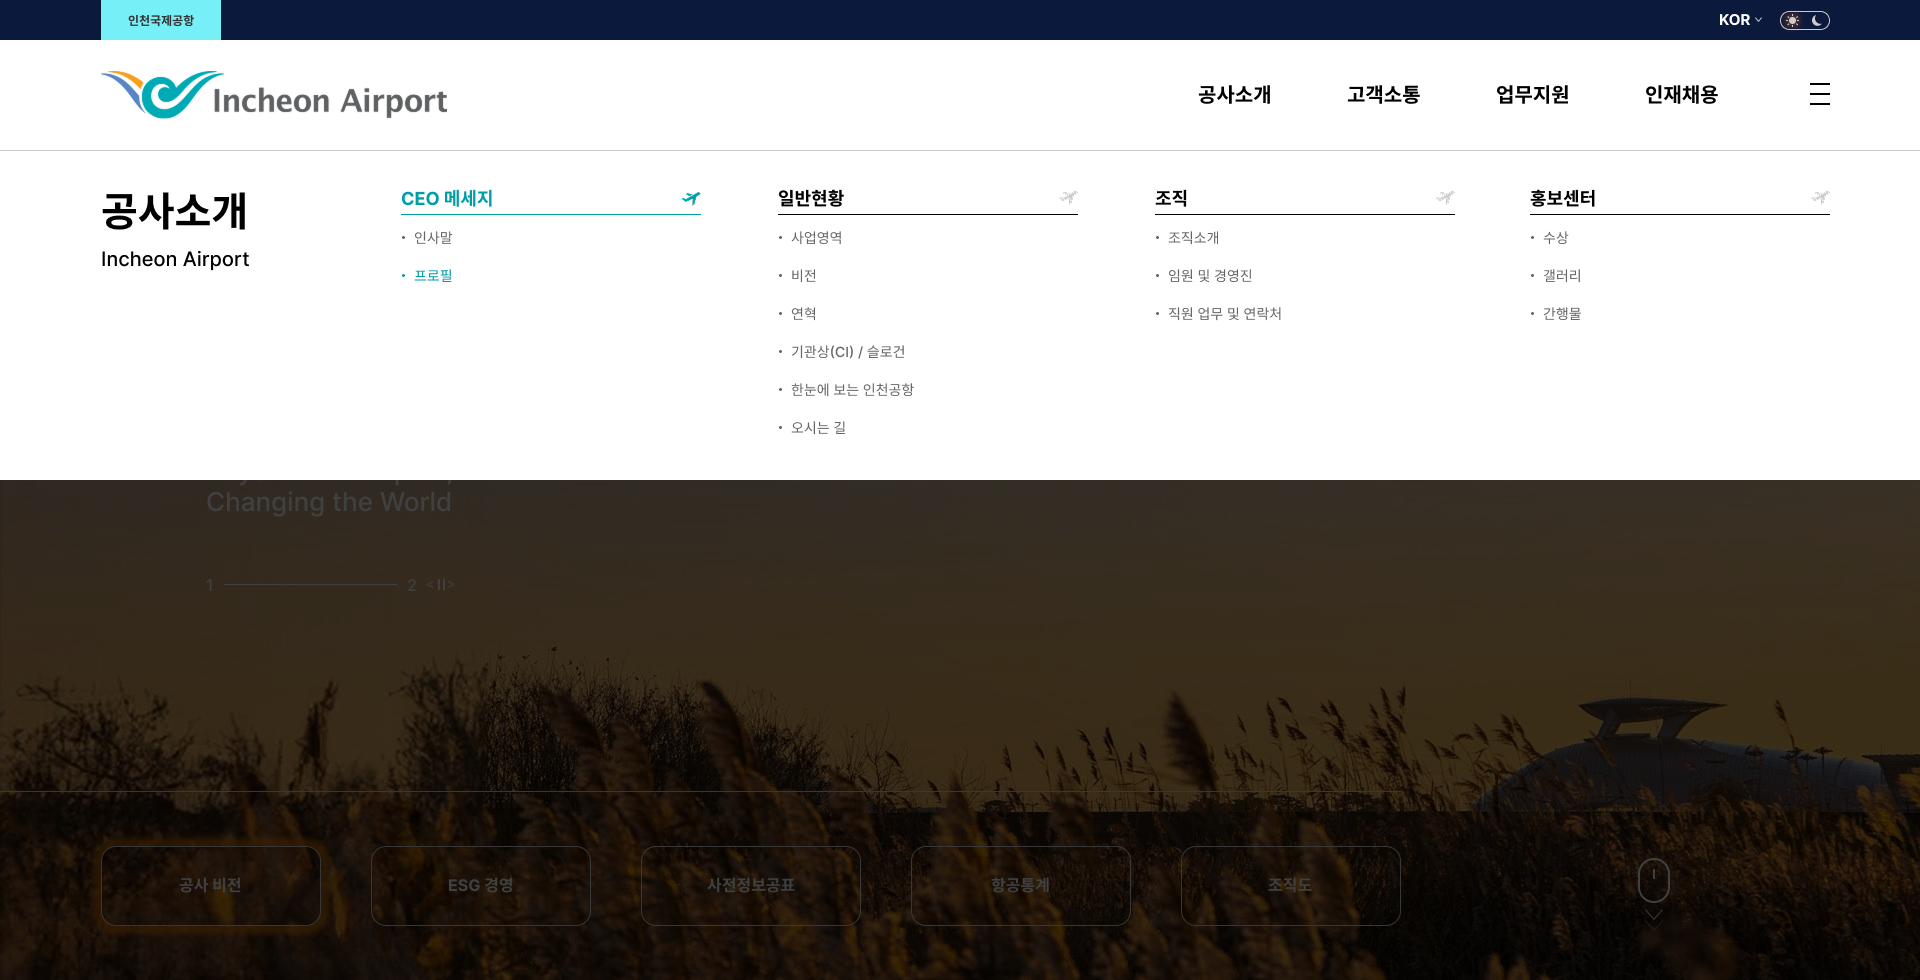 인천국제공항
KOR
Incheon Airport
공사소개
고객소통
업무지원
인재채용
공사소개
Incheon Airport
CEO 메세지
• 인사말
• 프로필
일반현황
• 사업영역
• 비전
• 연혁
• 기관상(CI) / 슬로건
• 한눈에 보는 인천공항
• 오시는 길
조직
• 조직소개
• 임원 및 경영진
• 직원 업무 및 연락처
홍보센터
• 수상
• 갤러리
• 간행물
Changing the World
1 2
공사 비전
ESG 경영
사전정보공표
항공통계
조직도